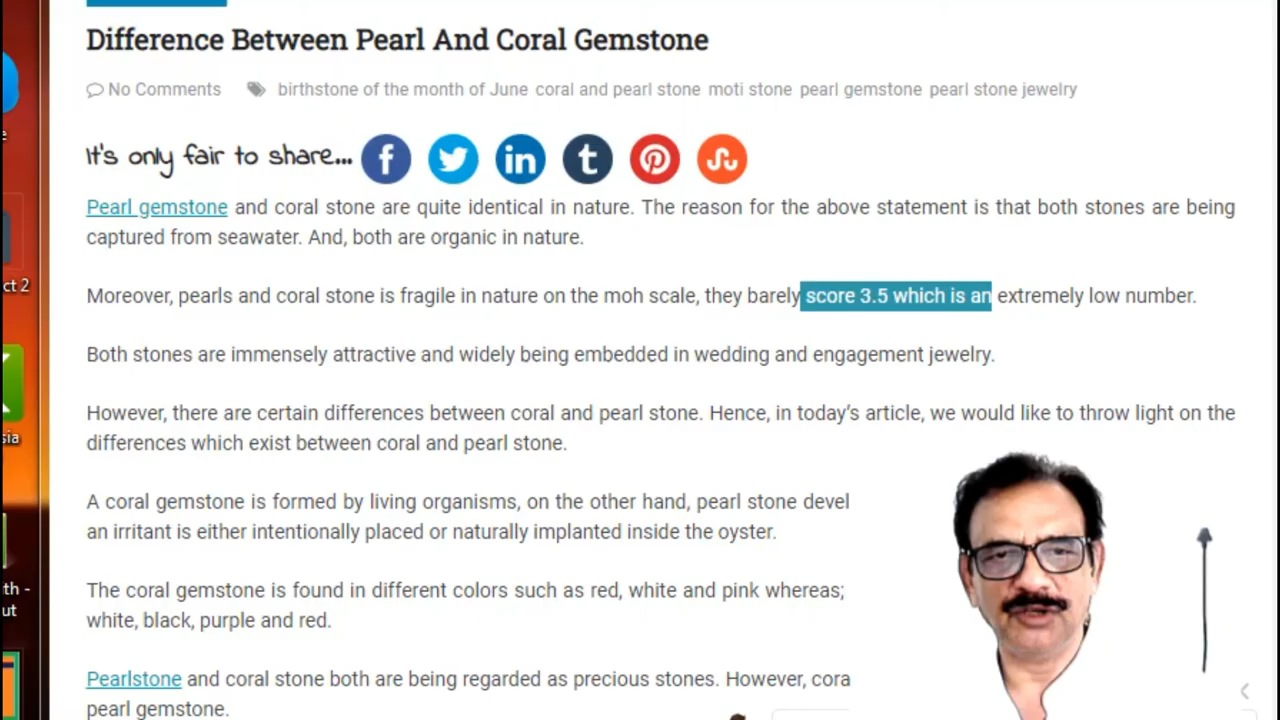 Difference Between Pearl And Coral Gemstone
No Comments birthstone of the month of June coral and pearl stone moti stone pearl gemstone pearl stone jewelry
It's only fair to share...
Pearl gemstone and coral stone are quite identical in nature. The reason for the above statement is that both stones are being
captured from seawater. And, both are organic in nature.
Moreover, pearls and coral stone is fragile in nature on the moh scale, they barely score 3.5 which is an extremely low number.
Both stones are immensely attractive and widely being embedded in wedding and engagement jewelry.
However, there are certain differences between coral and pearl stone. Hence, in today's article, we would like to throw light on the
differences which exist between coral and pearl stone.
A coral gemstone is formed by living organisms, on the other hand, pearl stone devel
an irritant is either intentionally placed or naturally implanted inside the oyster.
The coral gemstone is found in different colors such as red, white and pink whereas;
white, black, purple and red.
Pearlstone and coral stone both are being regarded as precious stones. However, cora
pearl gemstone.
e
ct 2
sia
ith -
ut